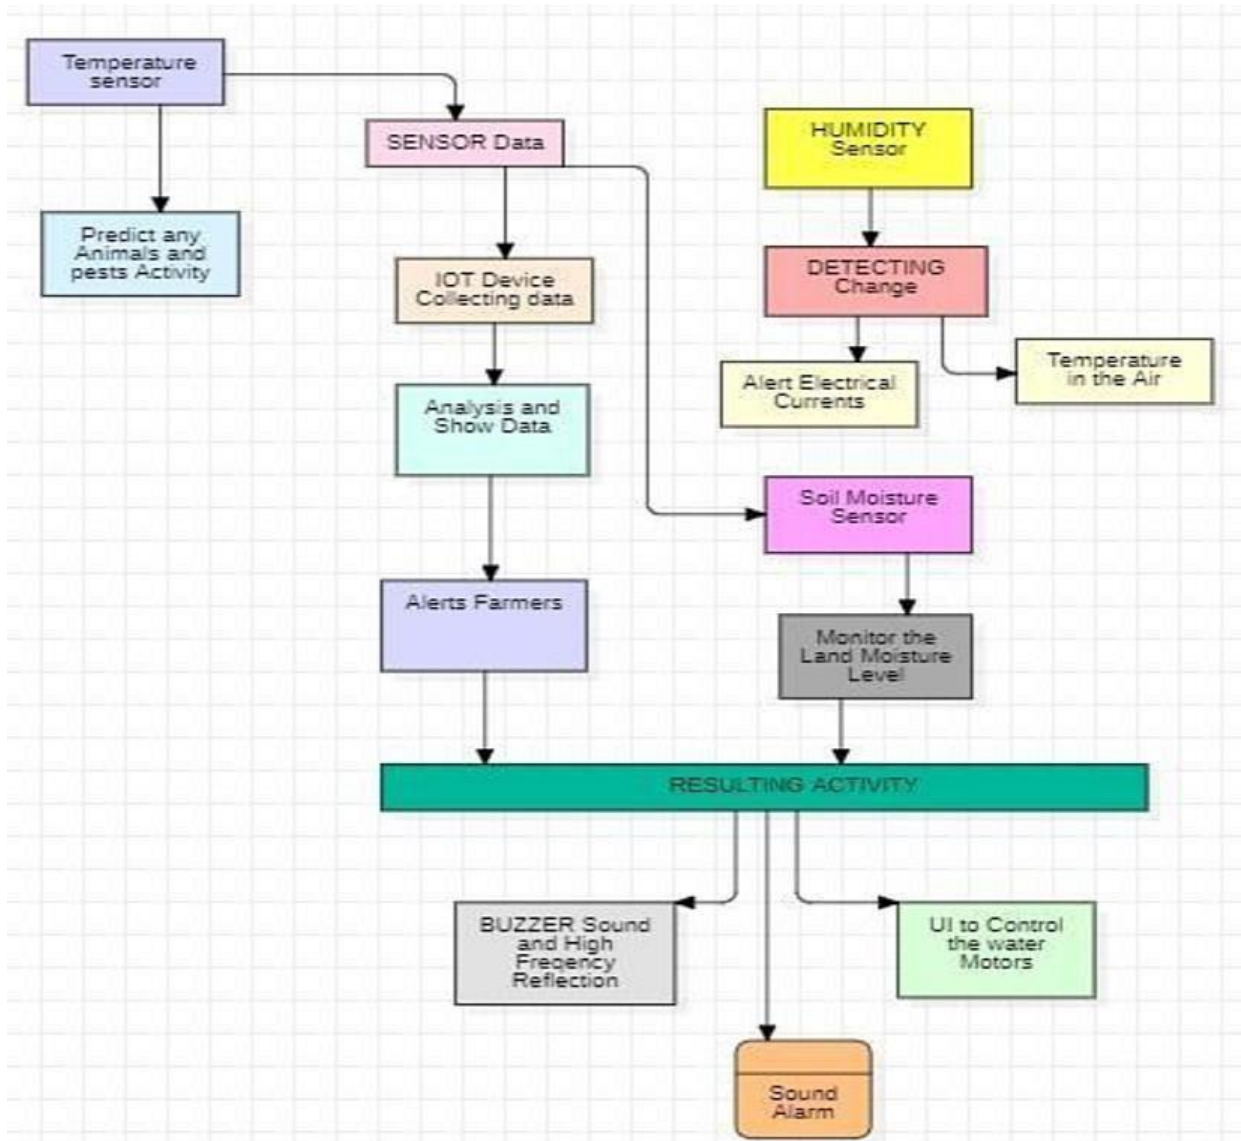 Temperature
sensor
SENSOR Data
HUMIDITY
Sensor
Predict any
Animals and
pests Activity
IOT Device
Collecting data
DETECTING
Change
Alert Electrical
Currents
Temperature
in the Air
Analysis and
Show Data
Soil Moisture
Sensor
Alerts Farmers
Monitor the
Land Moisture
Level
RESULTING ACTIVITY
BUZZER Sound
and High
Freqency
Reflection
UI to Control
the water
Motors
Sound
Alarm